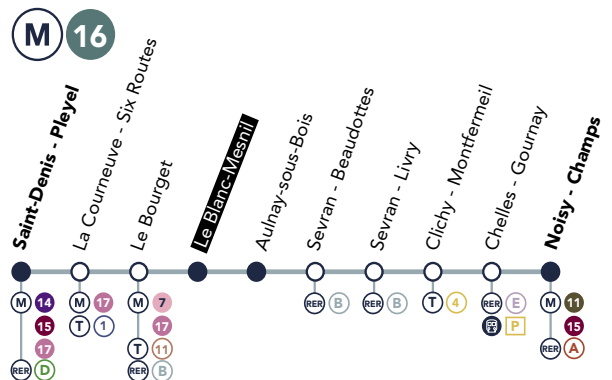 M 16
Saint-Denis - Pleyel
La Courneuve - Six Routes
Le Bourget
Le Blanc-Mesnil
Aulnay-sous-Bois
Sevran - Beaudottes
Sevran - Livry
Clichy - Montfermeil
Chelles - Gournay
Noisy - Champs
M 14
15
17
RER D
M 17
T 1
M 7
17
T 11
RER B
RER B
RER B
T 4
RER E
P
M 11
15
RER A